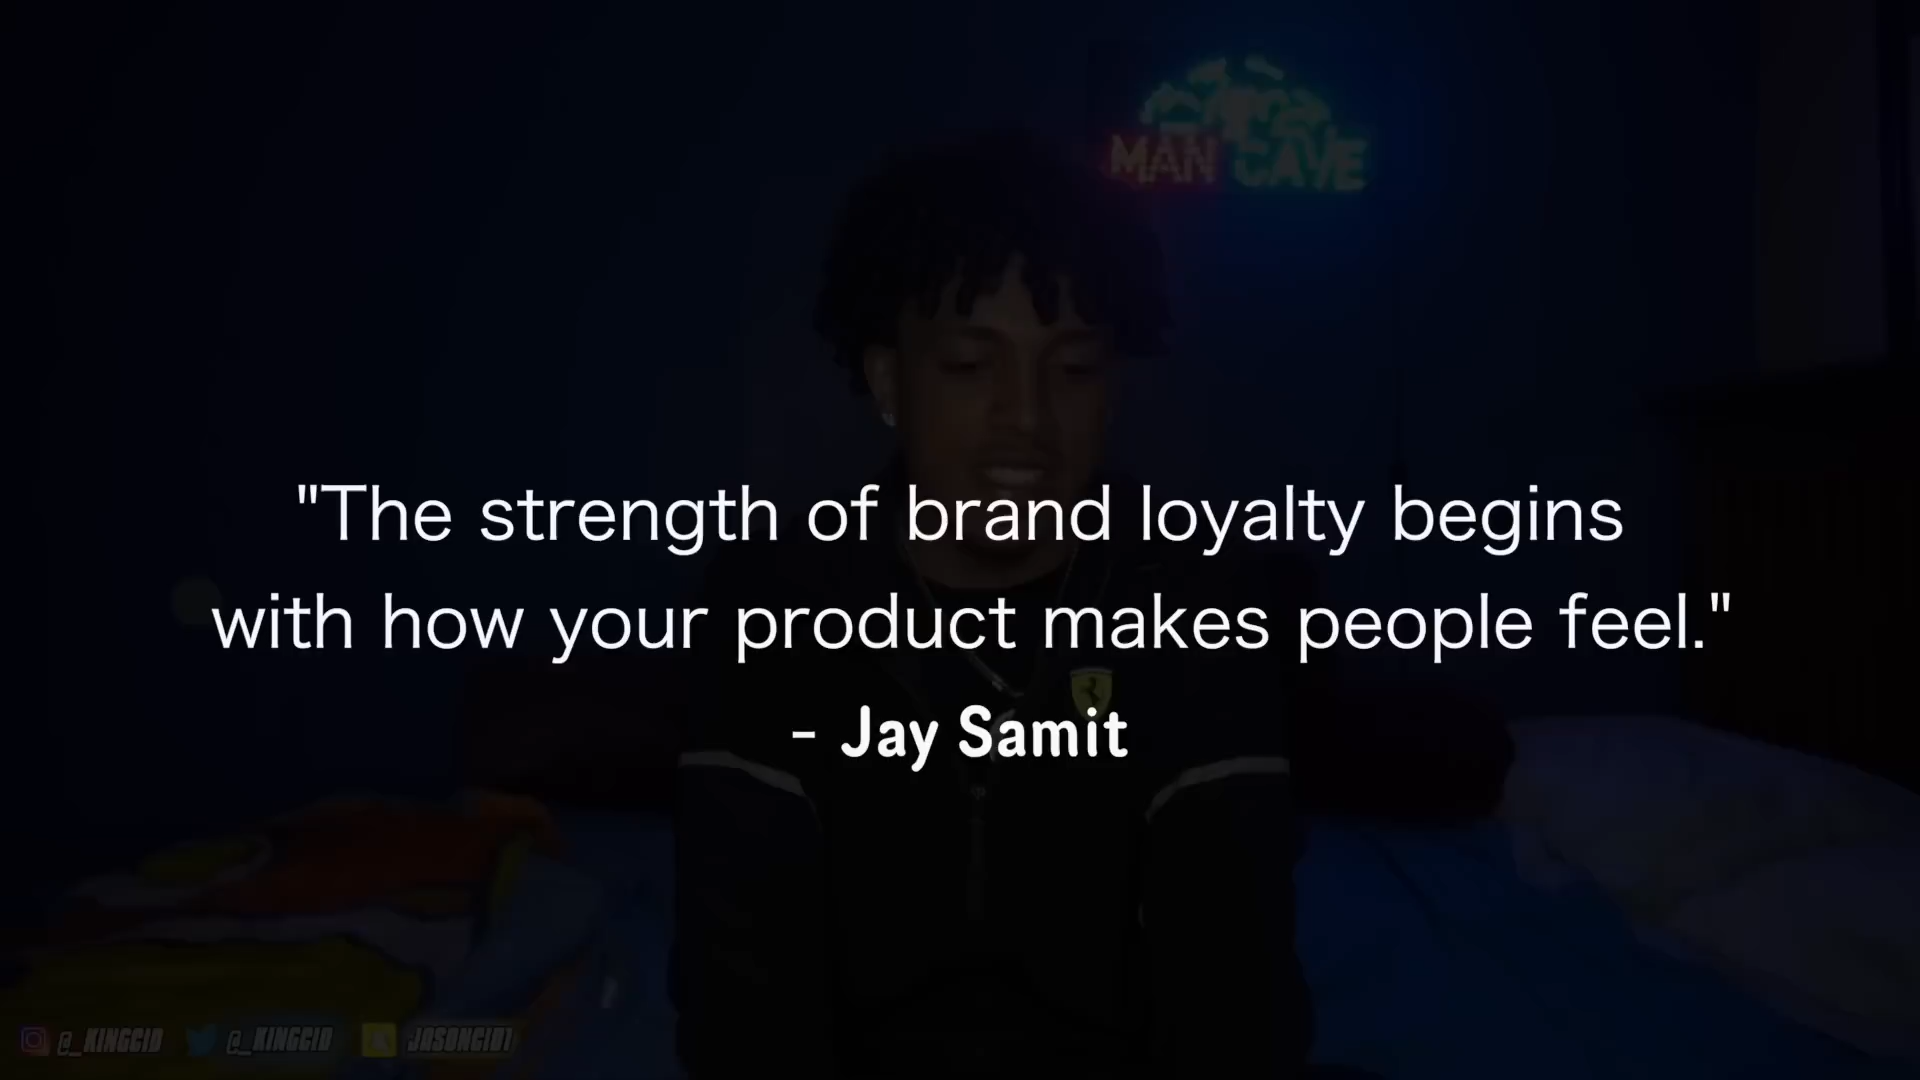 MAN CAVE
"The strength of brand loyalty begins
with how your product makes people feel."
- Jay Samit
@_KINGCID @_KINGCID JASONCID1